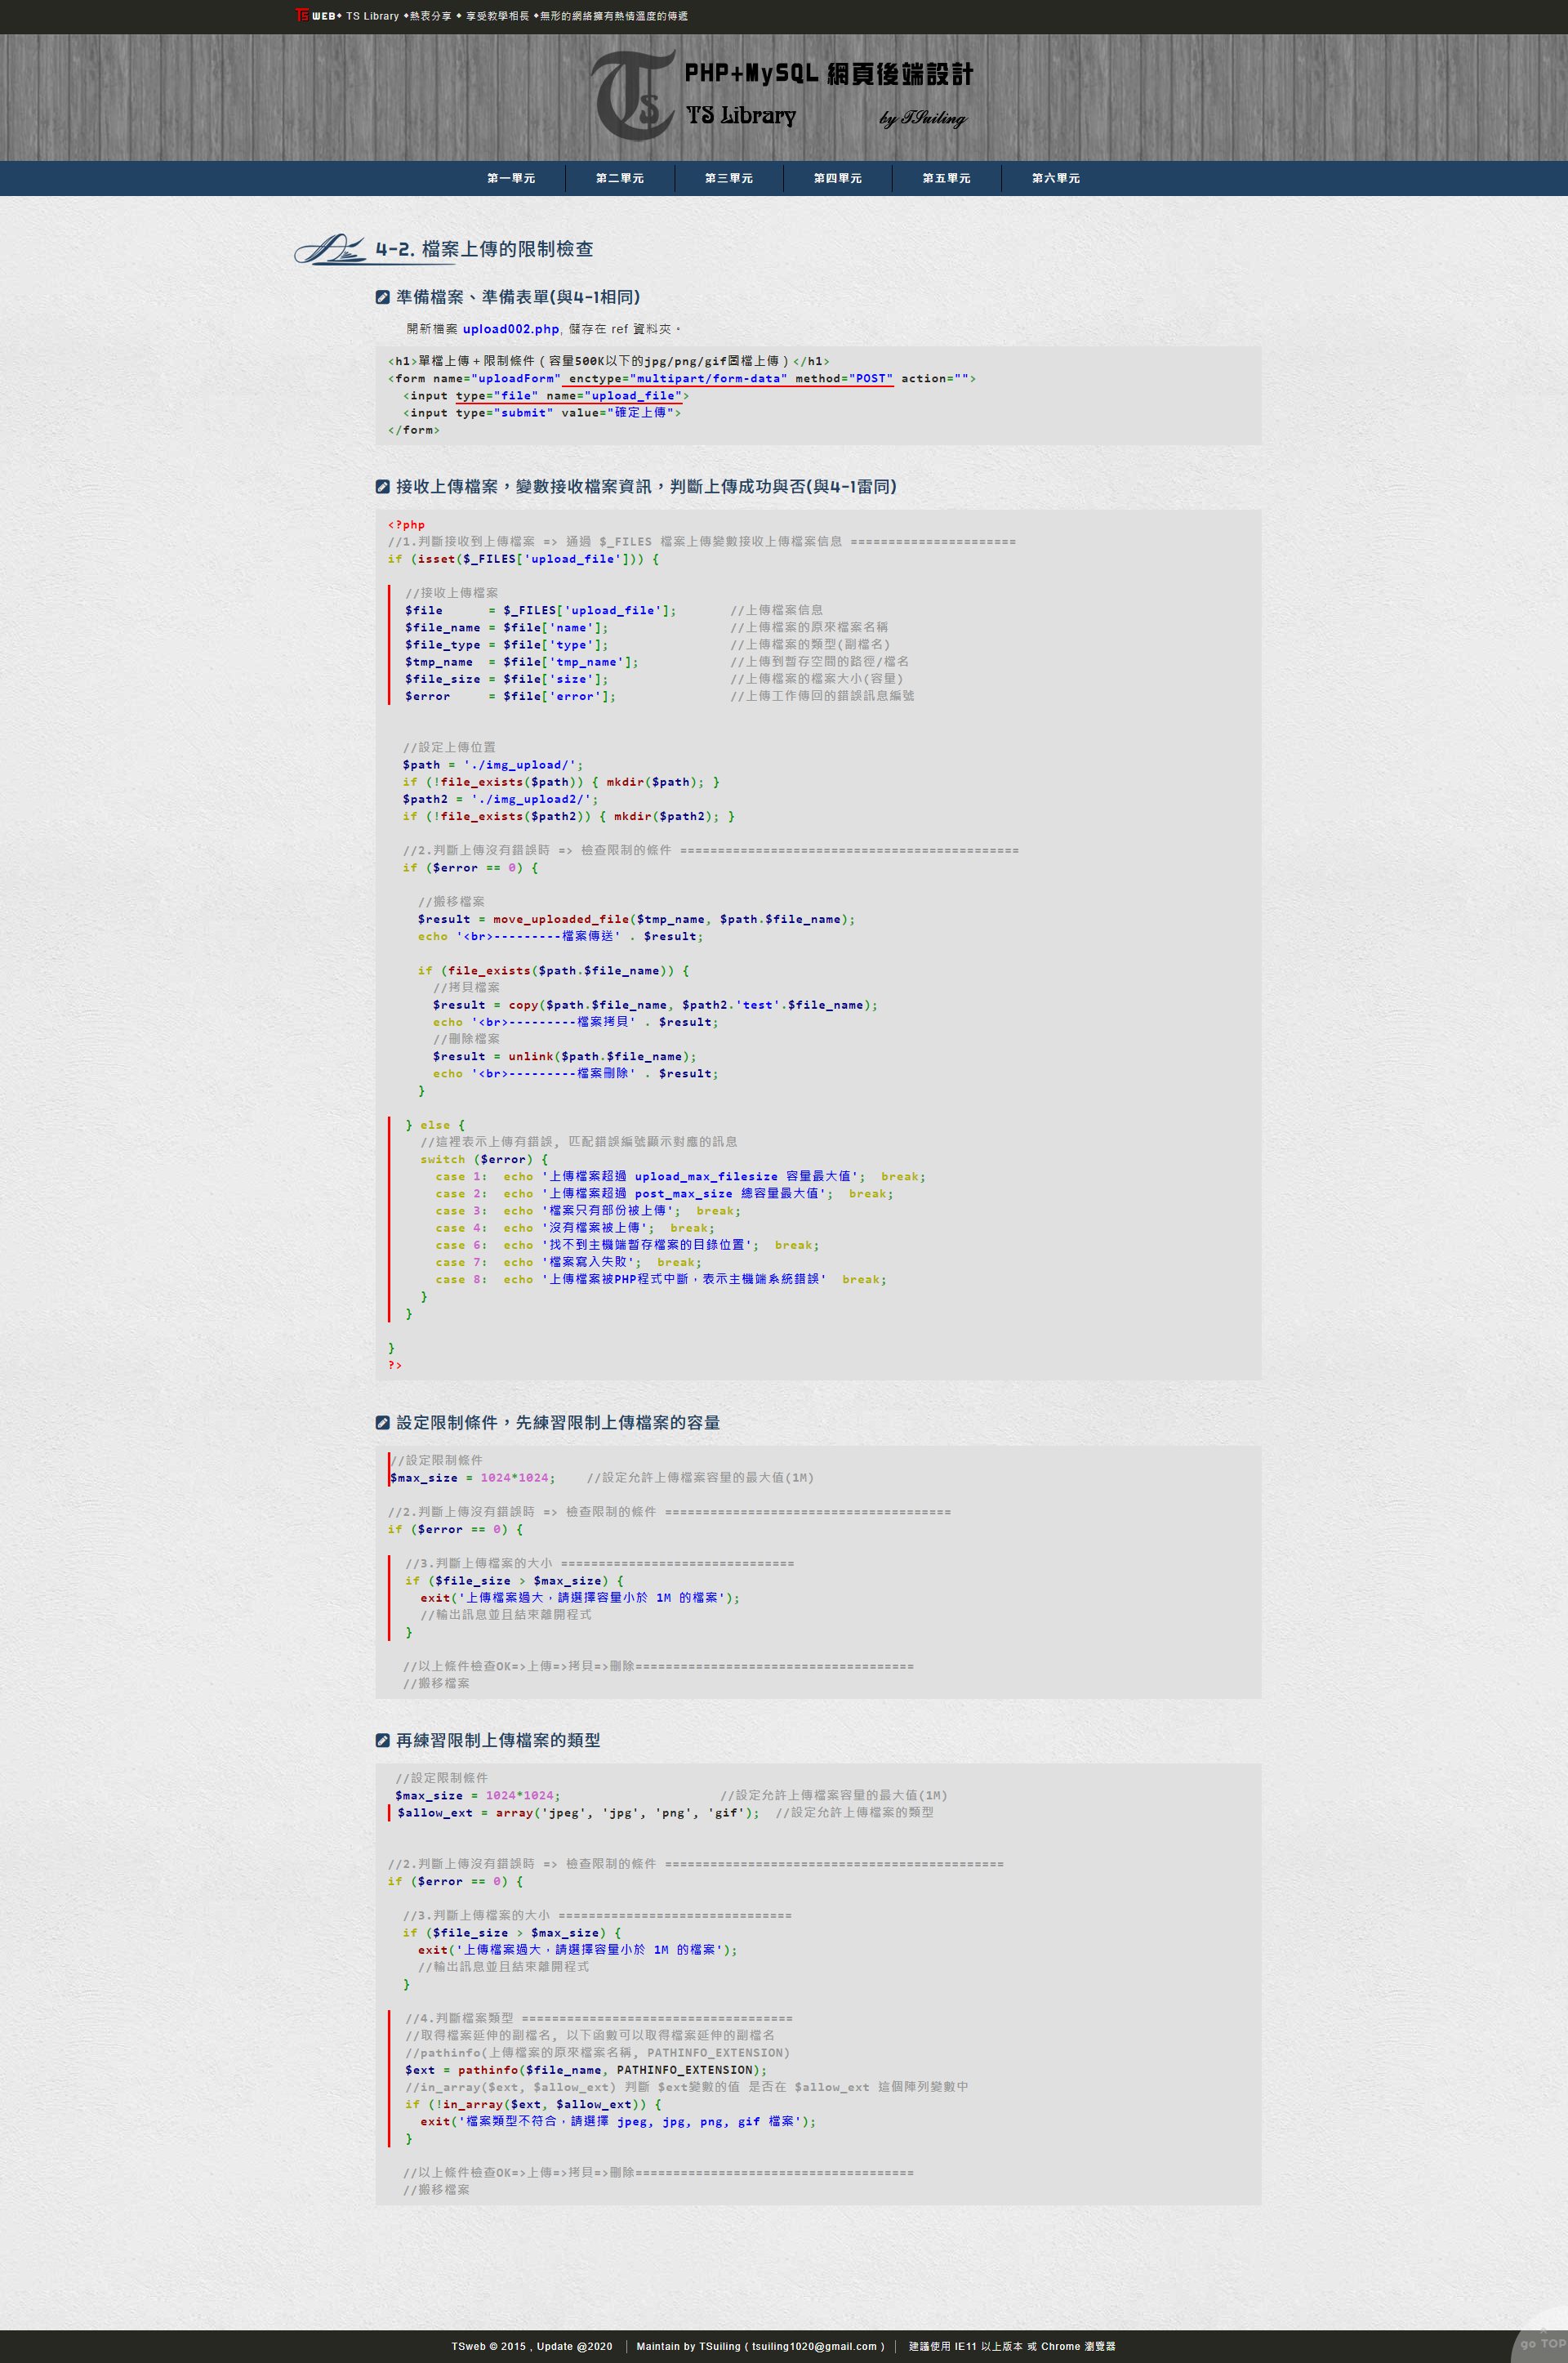 TS WEB♦ TS Library ♦熱衷分享 ♦ 享受教學相長 ♦無形的網絡擁有熱情溫度的傳遞
Ts PHP+MySQL 網頁後端設計
TS Library by TSuiling
第一單元 第二單元 第三單元 第四單元 第五單元 第六單元
4-2. 檔案上傳的限制檢查
準備檔案、準備表單(與4-1相同)
開新檔案 upload002.php, 儲存在 ref 資料夾。
<h1>單檔上傳＋限制條件（容量500K以下的jpg/png/gif圖檔上傳）</h1>
<form name="uploadForm" enctype="multipart/form-data" method="POST" action="">
  <input type="file" name="upload_file">
  <input type="submit" value="確定上傳">
</form>
接收上傳檔案，變數接收檔案資訊，判斷上傳成功與否(與4-1雷同)
<?php
//1.判斷接收到上傳檔案 => 通過 $_FILES 檔案上傳變數接收上傳檔案信息 ======================
if (isset($_FILES['upload_file'])) {
  //接收上傳檔案
  $file      = $_FILES['upload_file'];       //上傳檔案信息
  $file_name = $file['name'];                //上傳檔案的原來檔案名稱
  $file_type = $file['type'];                //上傳檔案的類型(副檔名)
  $tmp_name  = $file['tmp_name'];            //上傳到暫存空間的路徑/檔名
  $file_size = $file['size'];                //上傳檔案的檔案大小(容量)
  $error     = $file['error'];               //上傳工作傳回的錯誤訊息編號
  //設定上傳位置
  $path = './img_upload/';
  if (!file_exists($path)) { mkdir($path); }
  $path2 = './img_upload2/';
  if (!file_exists($path2)) { mkdir($path2); }
  //2.判斷上傳沒有錯誤時 => 檢查限制的條件 =============================================
  if ($error == 0) {
    //搬移檔案
    $result = move_uploaded_file($tmp_name, $path.$file_name);
    echo '<br>---------檔案傳送' . $result;
    if (file_exists($path.$file_name)) {
      //拷貝檔案
      $result = copy($path.$file_name, $path2.'test'.$file_name);
      echo '<br>---------檔案拷貝' . $result;
      //刪除檔案
      $result = unlink($path.$file_name);
      echo '<br>---------檔案刪除' . $result;
    }
  } else {
    //這裡表示上傳有錯誤, 匹配錯誤編號顯示對應的訊息
    switch ($error) {
      case 1:  echo '上傳檔案超過 upload_max_filesize 容量最大值';  break;
      case 2:  echo '上傳檔案超過 post_max_size 總容量最大值';  break;
      case 3:  echo '檔案只有部份被上傳';  break;
      case 4:  echo '沒有檔案被上傳';  break;
      case 6:  echo '找不到主機端暫存檔案的目錄位置';  break;
      case 7:  echo '檔案寫入失敗';  break;
      case 8:  echo '上傳檔案被PHP程式中斷，表示主機端系統錯誤'  break;
    }
  }
}
?>
設定限制條件，先練習限制上傳檔案的容量
//設定限制條件
$max_size = 1024*1024;    //設定允許上傳檔案容量的最大值(1M)
//2.判斷上傳沒有錯誤時 => 檢查限制的條件 ======================================
if ($error == 0) {
  //3.判斷上傳檔案的大小 ===============================
  if ($file_size > $max_size) {
    exit('上傳檔案過大，請選擇容量小於 1M 的檔案');
    //輸出訊息並且結束離開程式
  }
  //以上條件檢查OK=>上傳=>拷貝=>刪除=====================================
  //搬移檔案
再練習限制上傳檔案的類型
//設定限制條件
$max_size = 1024*1024;                     //設定允許上傳檔案容量的最大值(1M)
$allow_ext = array('jpeg', 'jpg', 'png', 'gif');  //設定允許上傳檔案的類型
//2.判斷上傳沒有錯誤時 => 檢查限制的條件 =============================================
if ($error == 0) {
  //3.判斷上傳檔案的大小 ===============================
  if ($file_size > $max_size) {
    exit('上傳檔案過大，請選擇容量小於 1M 的檔案');
    //輸出訊息並且結束離開程式
  }
  //4.判斷檔案類型 ====================================
  //取得檔案延伸的副檔名, 以下函數可以取得檔案延伸的副檔名
  //pathinfo(上傳檔案的原來檔案名稱, PATHINFO_EXTENSION)
  $ext = pathinfo($file_name, PATHINFO_EXTENSION);
  //in_array($ext, $allow_ext) 判斷 $ext變數的值 是否在 $allow_ext 這個陣列變數中
  if (!in_array($ext, $allow_ext)) {
    exit('檔案類型不符合，請選擇 jpeg, jpg, png, gif 檔案');
  }
  //以上條件檢查OK=>上傳=>拷貝=>刪除=====================================
  //搬移檔案
go TOP
TSweb © 2015 , Update @2020 | Maintain by TSuiling ( tsuiling1020@gmail.com ) | 建議使用 IE11 以上版本 或 Chrome 瀏覽器